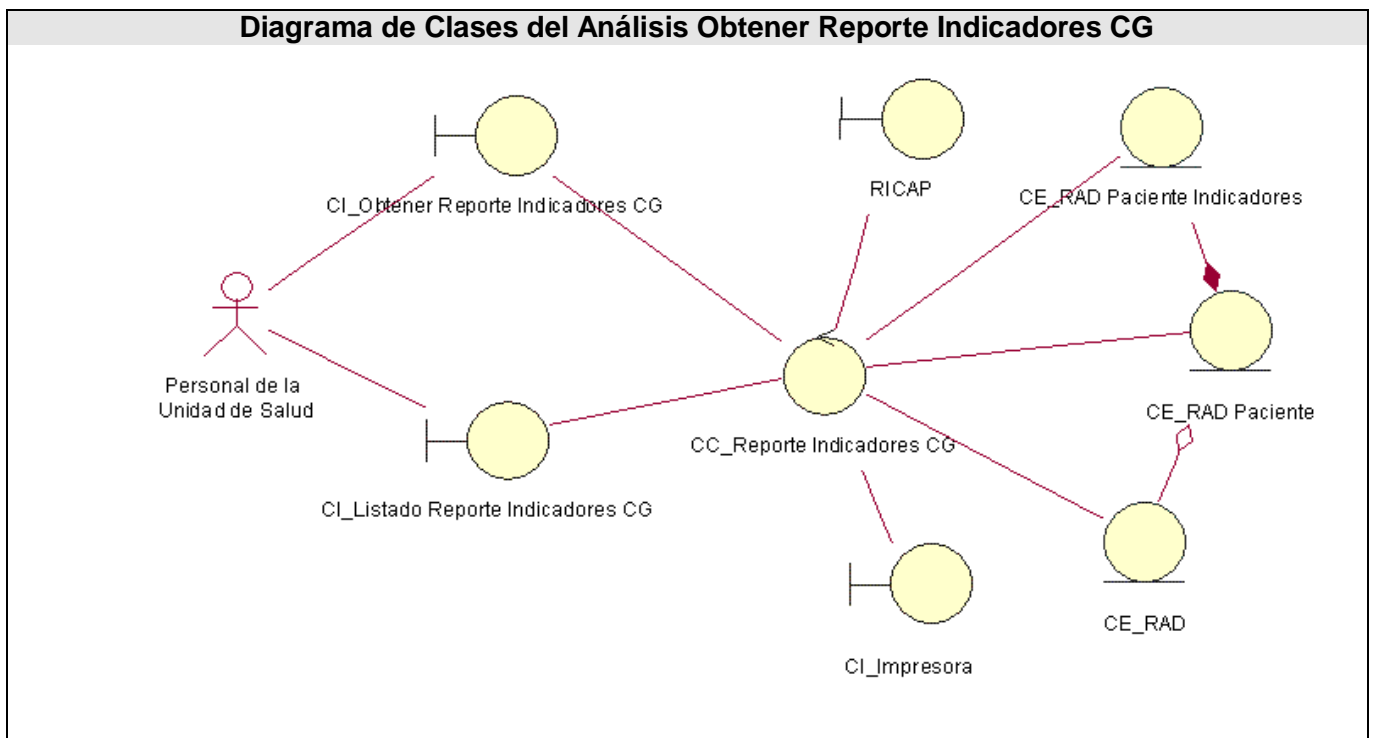 Diagrama de Clases del Análisis Obtener Reporte Indicadores CG
CI_Obtener Reporte Indicadores CG
RICAP
CE_RAD Paciente Indicadores
Personal de la
Unidad de Salud
CI_Listado Reporte Indicadores CG
CC_Reporte Indicadores CG
CE_RAD Paciente
CI_Impresora
CE_RAD